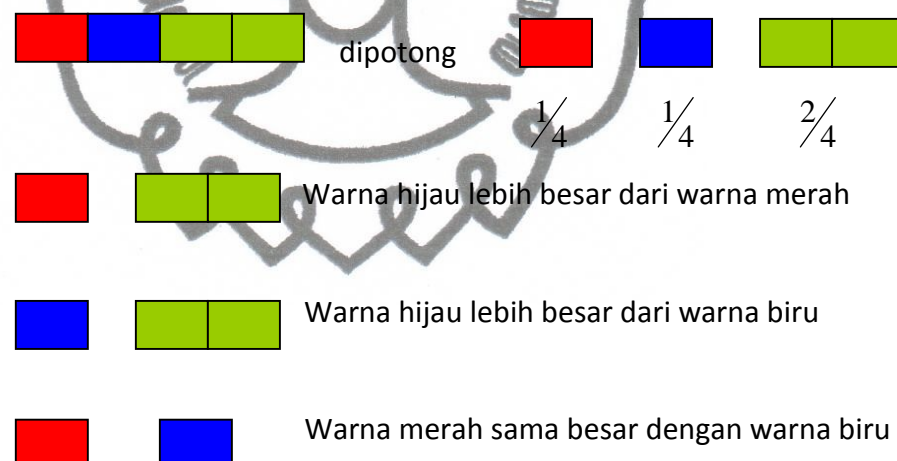 dipotong
1/4 1/4 2/4
Warna hijau lebih besar dari warna merah
Warna hijau lebih besar dari warna biru
Warna merah sama besar dengan warna biru